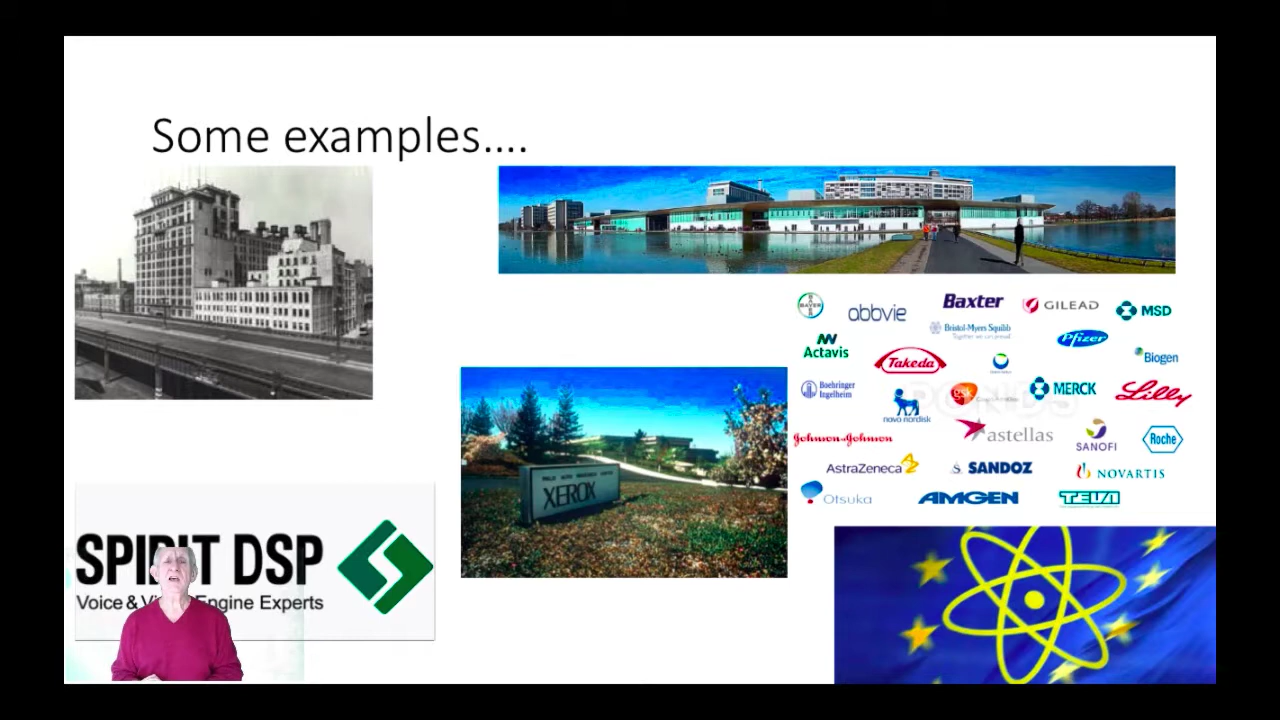 Some examples....
SPIRIT DSP
Voice & Engine Experts
XEROX
BAYER
abbvie
Baxter
GILEAD
MSD
Bristol-Myers Squibb
Together we can prevail
Pfizer
Actavis
Takeda
Biogen
Boehringer
Ingelheim
novo nordisk
gsk
MERCK
Lilly
Johnson & Johnson
astellas
SANOFI
Roche
AstraZeneca
SANDOZ
NOVARTIS
Otsuka
AMGEN
TEVA